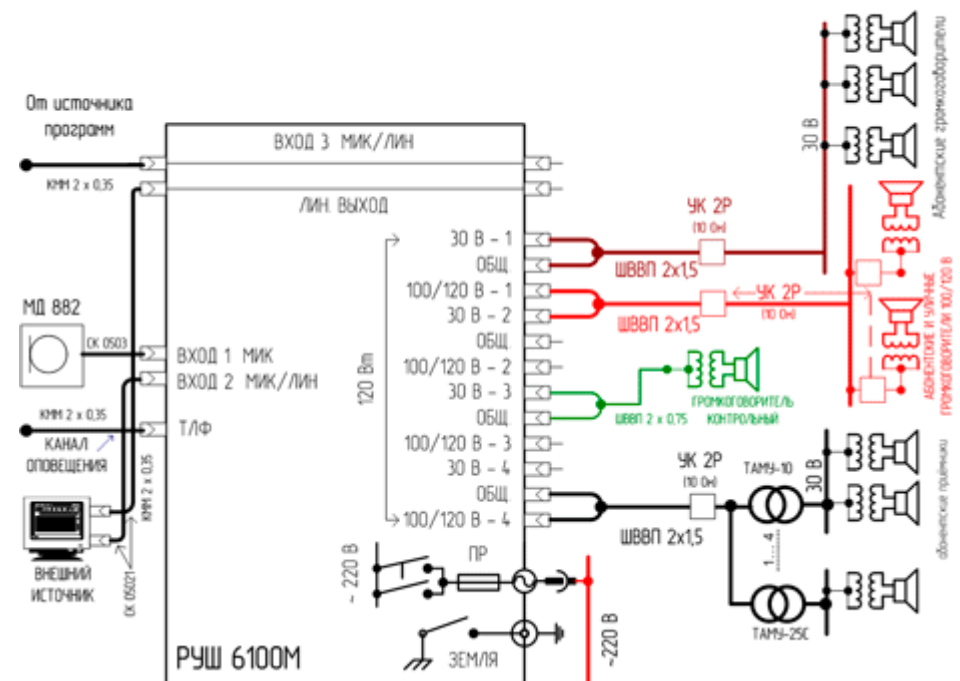 От источника
программ
КММ 2 х 0,35
ВХОД 3 МИК/ЛИН
ЛИН. ВЫХОД
МД 882
СК 0503
ВХОД 1 МИК
ВХОД 2 МИК/ЛИН
КММ 2 х 0,35
Т/Ф
КАНАЛ
ОПОВЕЩЕНИЯ
КММ 2 х 0,35
ВНЕШНИЙ
ИСТОЧНИК
СК 05021
120 Вт
30 В - 1
ОБЩ.
100/120 В - 1
30 В - 2
ОБЩ.
100/120 В - 2
30 В - 3
ОБЩ.
100/120 В - 3
30 В - 4
ОБЩ.
100/120 В - 4
~ 220 В
ПР
ЗЕМЛЯ
РУШ 6100М
~220 В
УК 2Р
(10 Ом)
ШВВП 2х1,5
30 В
Абонентские громкоговорители
УК 2Р
(10 Ом)
ШВВП 2х1,5
АБОНЕНТСКИЕ И УЛИЧНЫЕ
ГРОМКОГОВОРИТЕЛИ 100/120 В
ГРОМКОГОВОРИТЕЛЬ
КОНТРОЛЬНЫЙ
ШВВП 2 х 0,75
УК 2Р
(10 Ом)
ШВВП 2х1,5
ТАМУ-10
30 В
1...4
ТАМУ-25С
абонентские приёмники